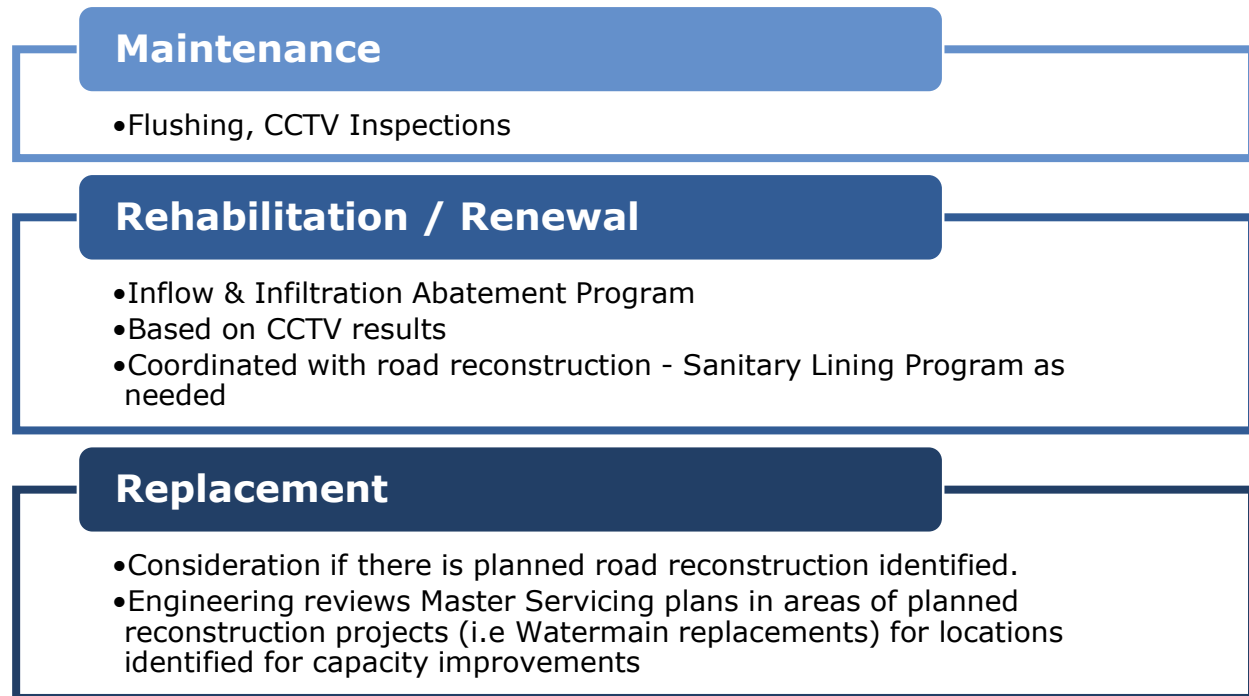 Maintenance
•Flushing, CCTV Inspections
Rehabilitation / Renewal
•Inflow & Infiltration Abatement Program
•Based on CCTV results
•Coordinated with road reconstruction - Sanitary Lining Program as
needed
Replacement
•Consideration if there is planned road reconstruction identified.
•Engineering reviews Master Servicing plans in areas of planned
reconstruction projects (i.e Watermain replacements) for locations
identified for capacity improvements